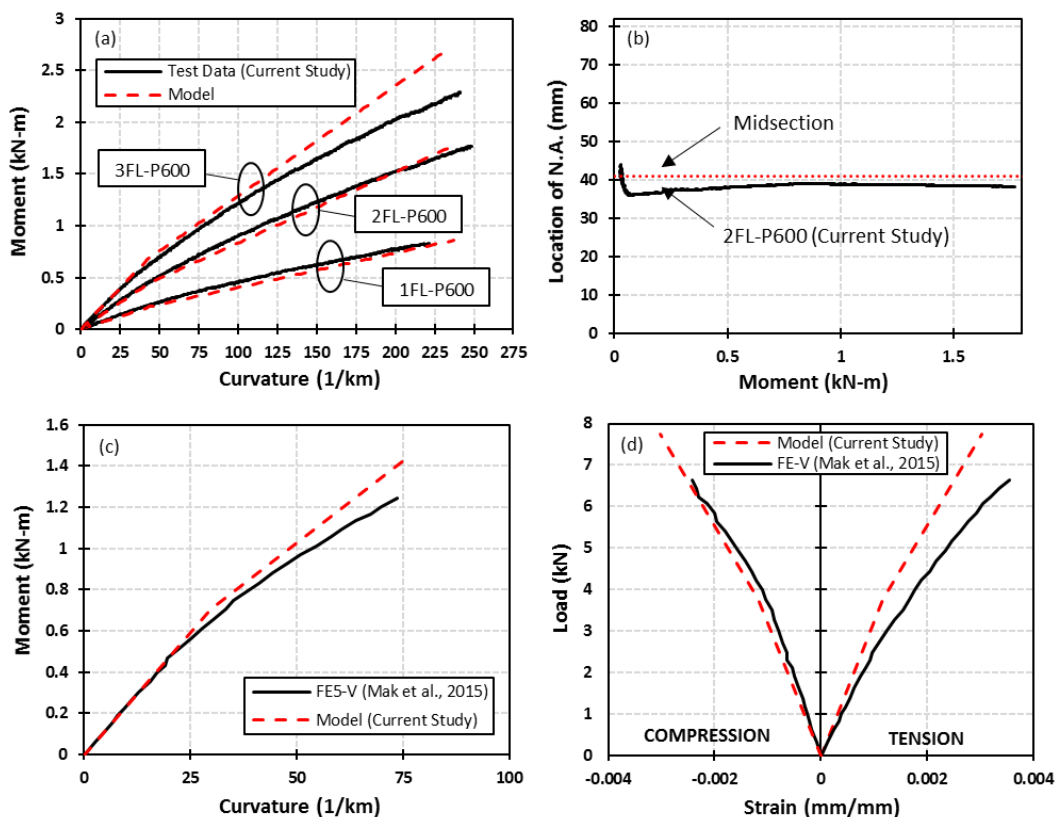 (a)
Test Data (Current Study)
Model
3FL-P600
2FL-P600
1FL-P600
Moment (kN-m)
3
2.5
2
1.5
1
0.5
0
0 25 50 75 100 125 150 175 200 225 250 275
Curvature (1/km)
(b)
Midsection
2FL-P600 (Current Study)
Location of N.A. (mm)
80
70
60
50
40
30
20
10
0
0 0.5 1 1.5
Moment (kN-m)
(c)
FE5-V (Mak et al., 2015)
Model (Current Study)
Moment (kN-m)
1.6
1.4
1.2
1
0.8
0.6
0.4
0.2
0
0 25 50 75 100
Curvature (1/km)
(d)
Model (Current Study)
FE-V (Mak et al., 2015)
COMPRESSION
TENSION
Load (kN)
8
7
6
5
4
3
2
1
0
-0.004 -0.002 0 0.002 0.004
Strain (mm/mm)